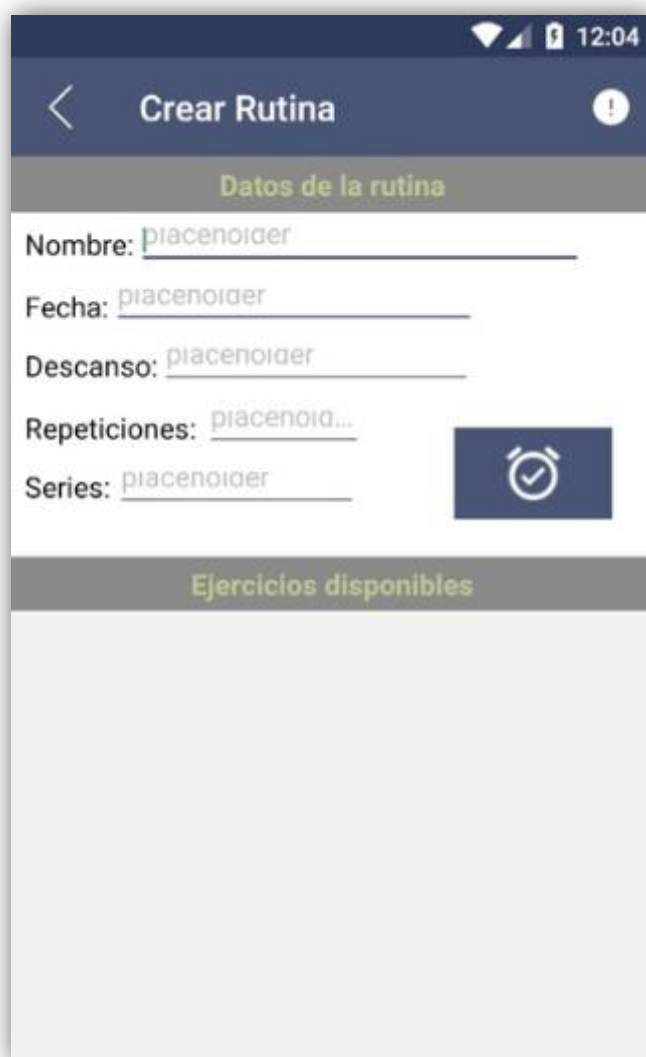 12:04
Crear Rutina
Datos de la rutina
Nombre: placeholder
Fecha: placeholder
Descanso: placeholder
Repeticiones: placehold...
Series: placeholder
Ejercicios disponibles